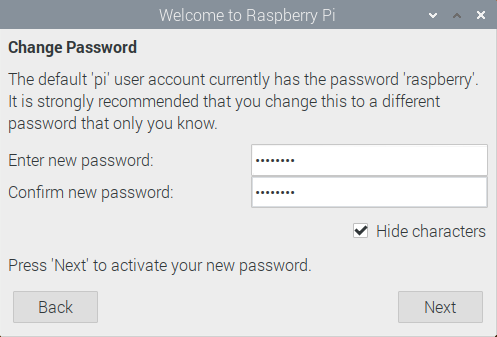 Welcome to Raspberry Pi
Change Password
The default 'pi' user account currently has the password 'raspberry'.
It is strongly recommended that you change this to a different
password that only you know.
Enter new password: ••••••••
Confirm new password: ••••••••
Hide characters
Press 'Next' to activate your new password.
Back Next